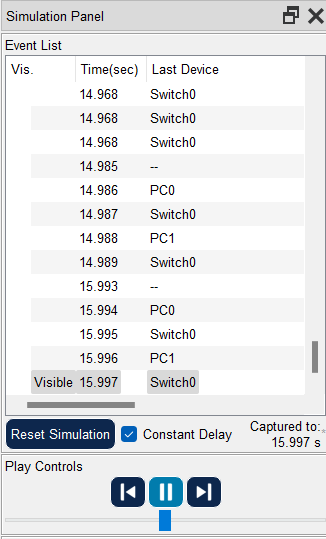 Simulation Panel
Event List
Vis. Time(sec) Last Device
14.968 Switch0
14.968 Switch0
14.968 Switch0
14.985 --
14.986 PC0
14.987 Switch0
14.988 PC1
14.989 Switch0
15.993 --
15.994 PC0
15.995 Switch0
15.996 PC1
Visible 15.997 Switch0
Reset Simulation Constant Delay Captured to:*
15.997 s
Play Controls